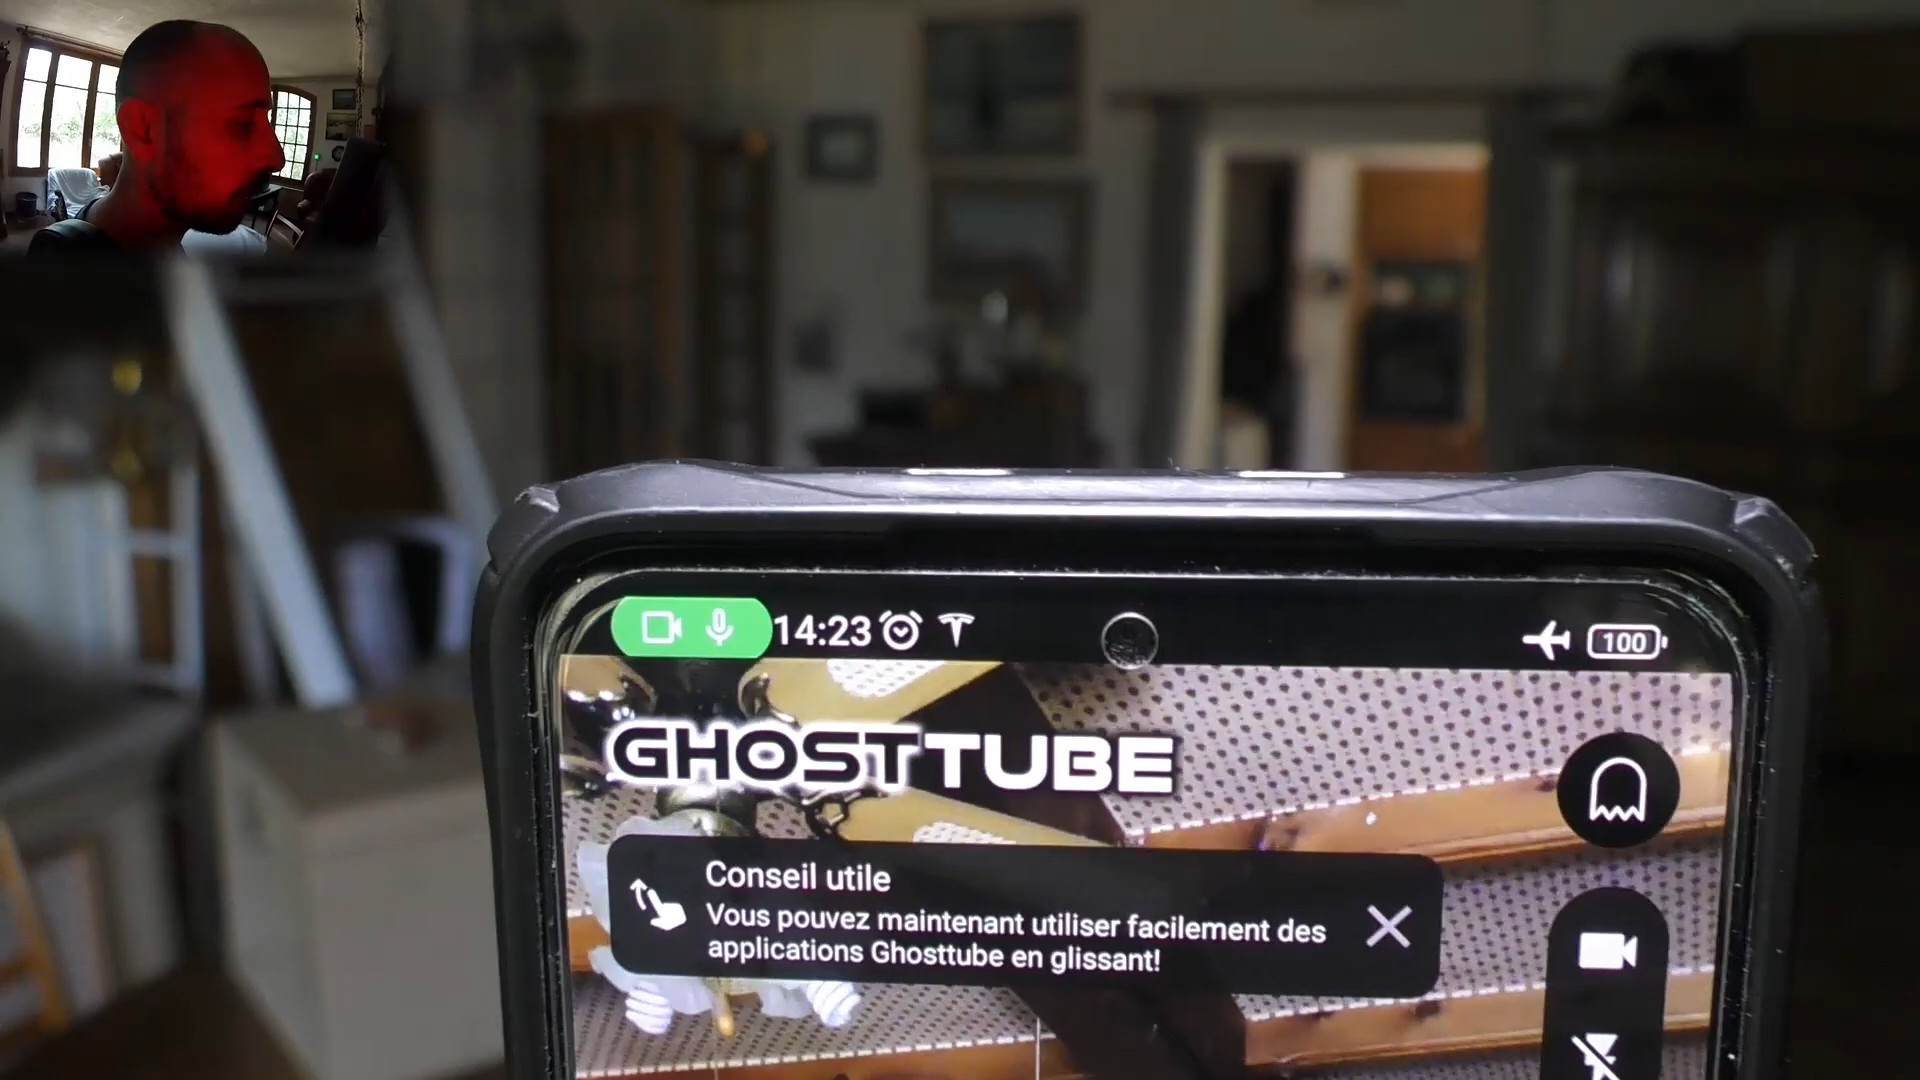 14:23
100
GHOSTTUBE
Conseil utile
Vous pouvez maintenant utiliser facilement des
applications Ghosttube en glissant!